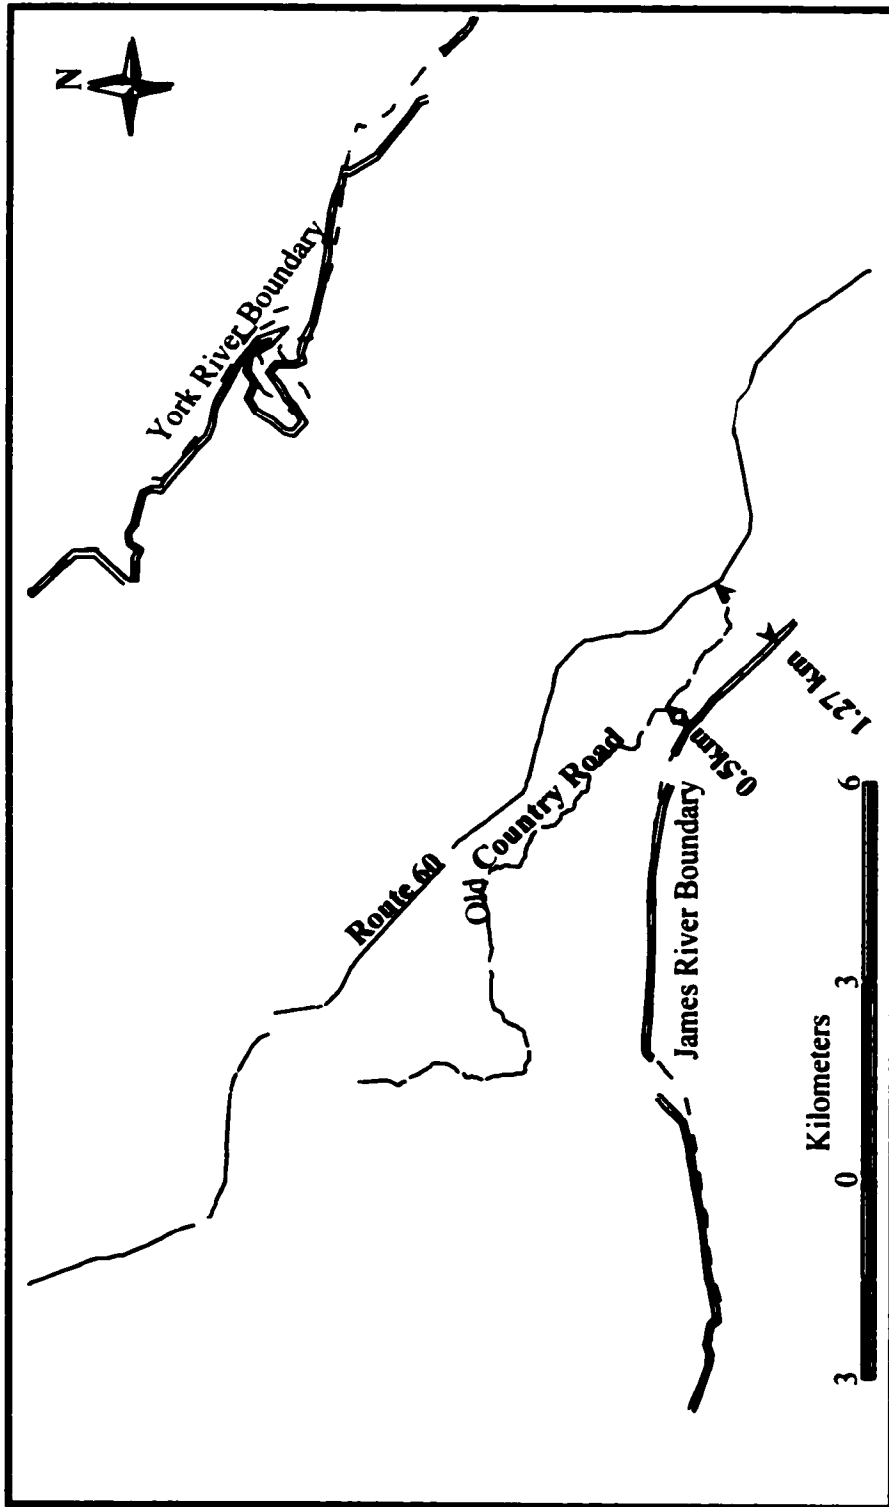 N
York River Boundary
Route 60
Old Country Road
0.5km
1.27 km
James River Boundary
Kilometers
3 0 3 6